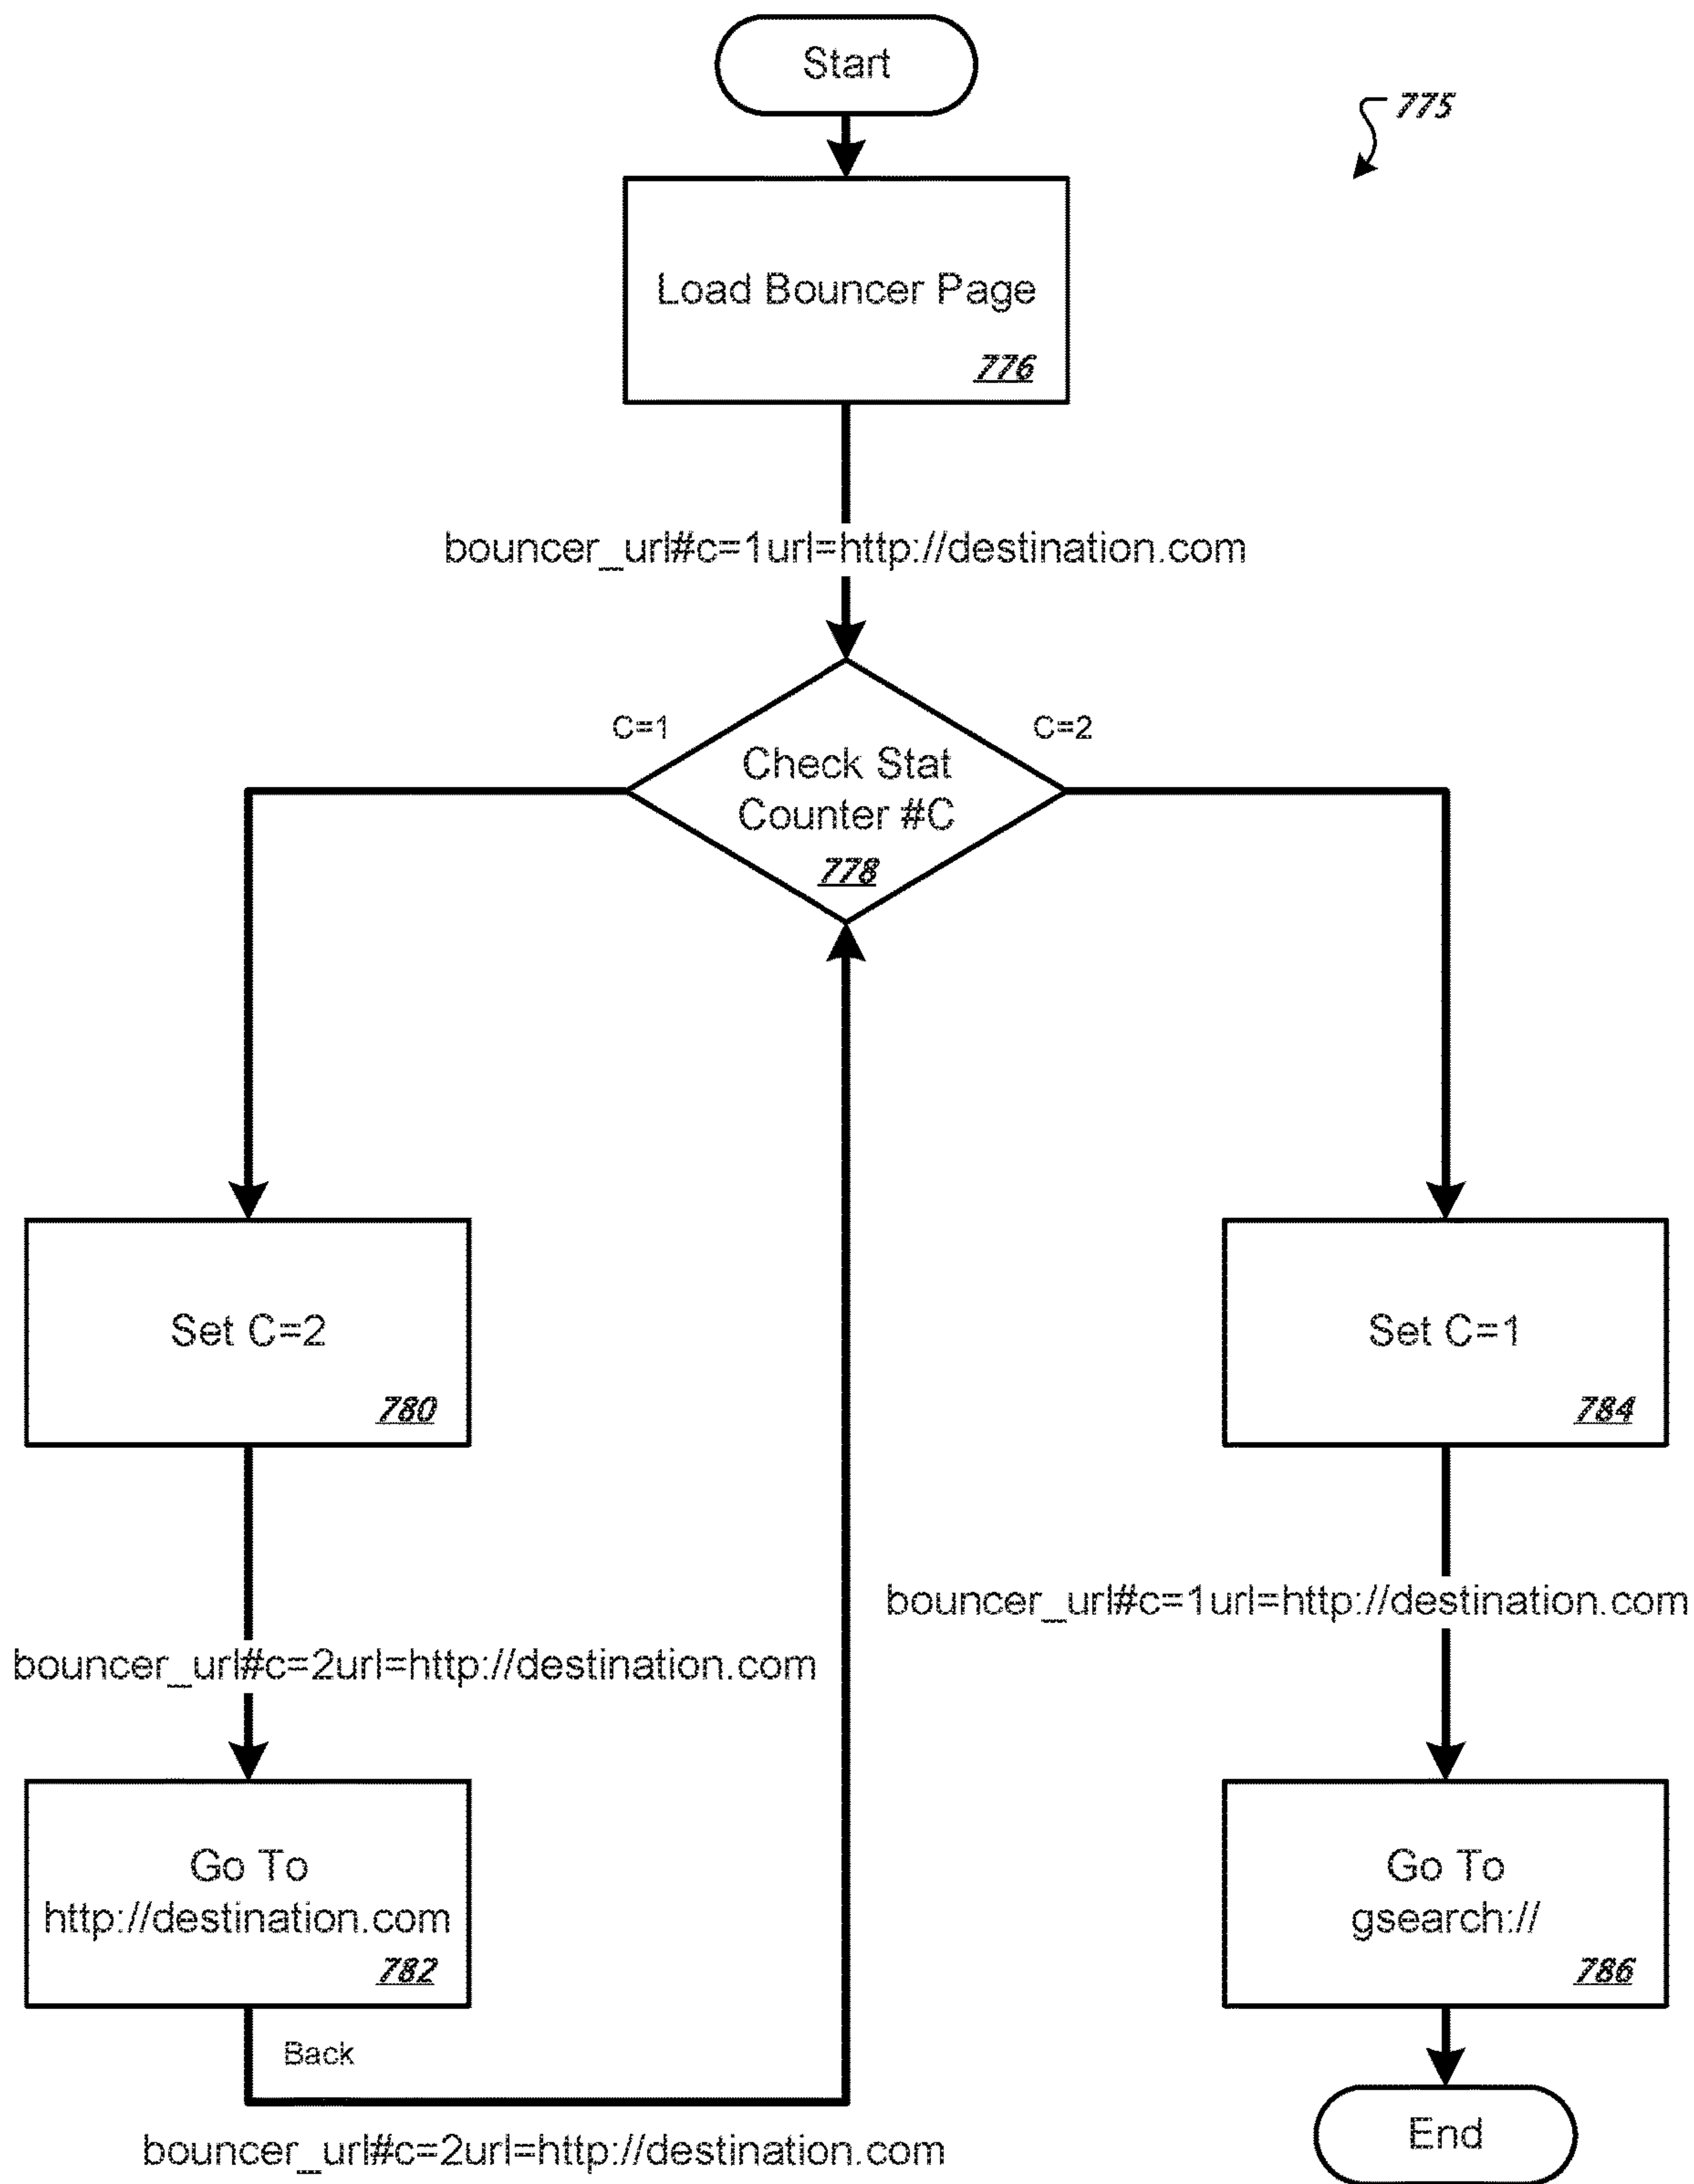 Start
775
Load Bouncer Page
776
bouncer_url#c=1url=http://destination.com
C=1
C=2
Check Stat
Counter #C
778
Set C=2
780
Set C=1
784
bouncer_url#c=1url=http://destination.com
bouncer_url#c=2url=http://destination.com
Go To
http://destination.com
782
Go To
gsearch://
786
Back
bouncer_url#c=2url=http://destination.com
End